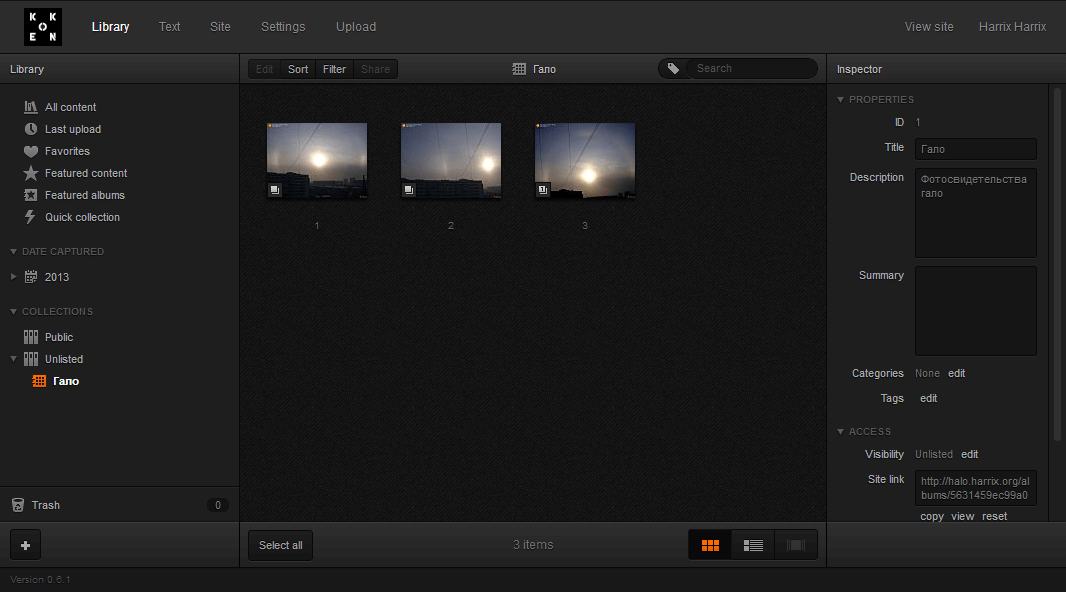 K K
O
E N
Library
Text
Site
Settings
Upload
View site
Harrix Harrix
Library
All content
Last upload
Favorites
Featured content
Featured albums
Quick collection
DATE CAPTURED
2013
COLLECTIONS
Public
Unlisted
Гало
Trash
0
Version 0.6.1
Edit
Sort
Filter
Share
Гало
Search
1
2
3
Select all
3 items
Inspector
PROPERTIES
ID 1
Title Гало
Description Фотосвидетельства
гало
Summary
Categories None edit
Tags edit
ACCESS
Visibility Unlisted edit
Site link http://halo.harrix.org/al
bums/5631459ec99a0
copy view reset